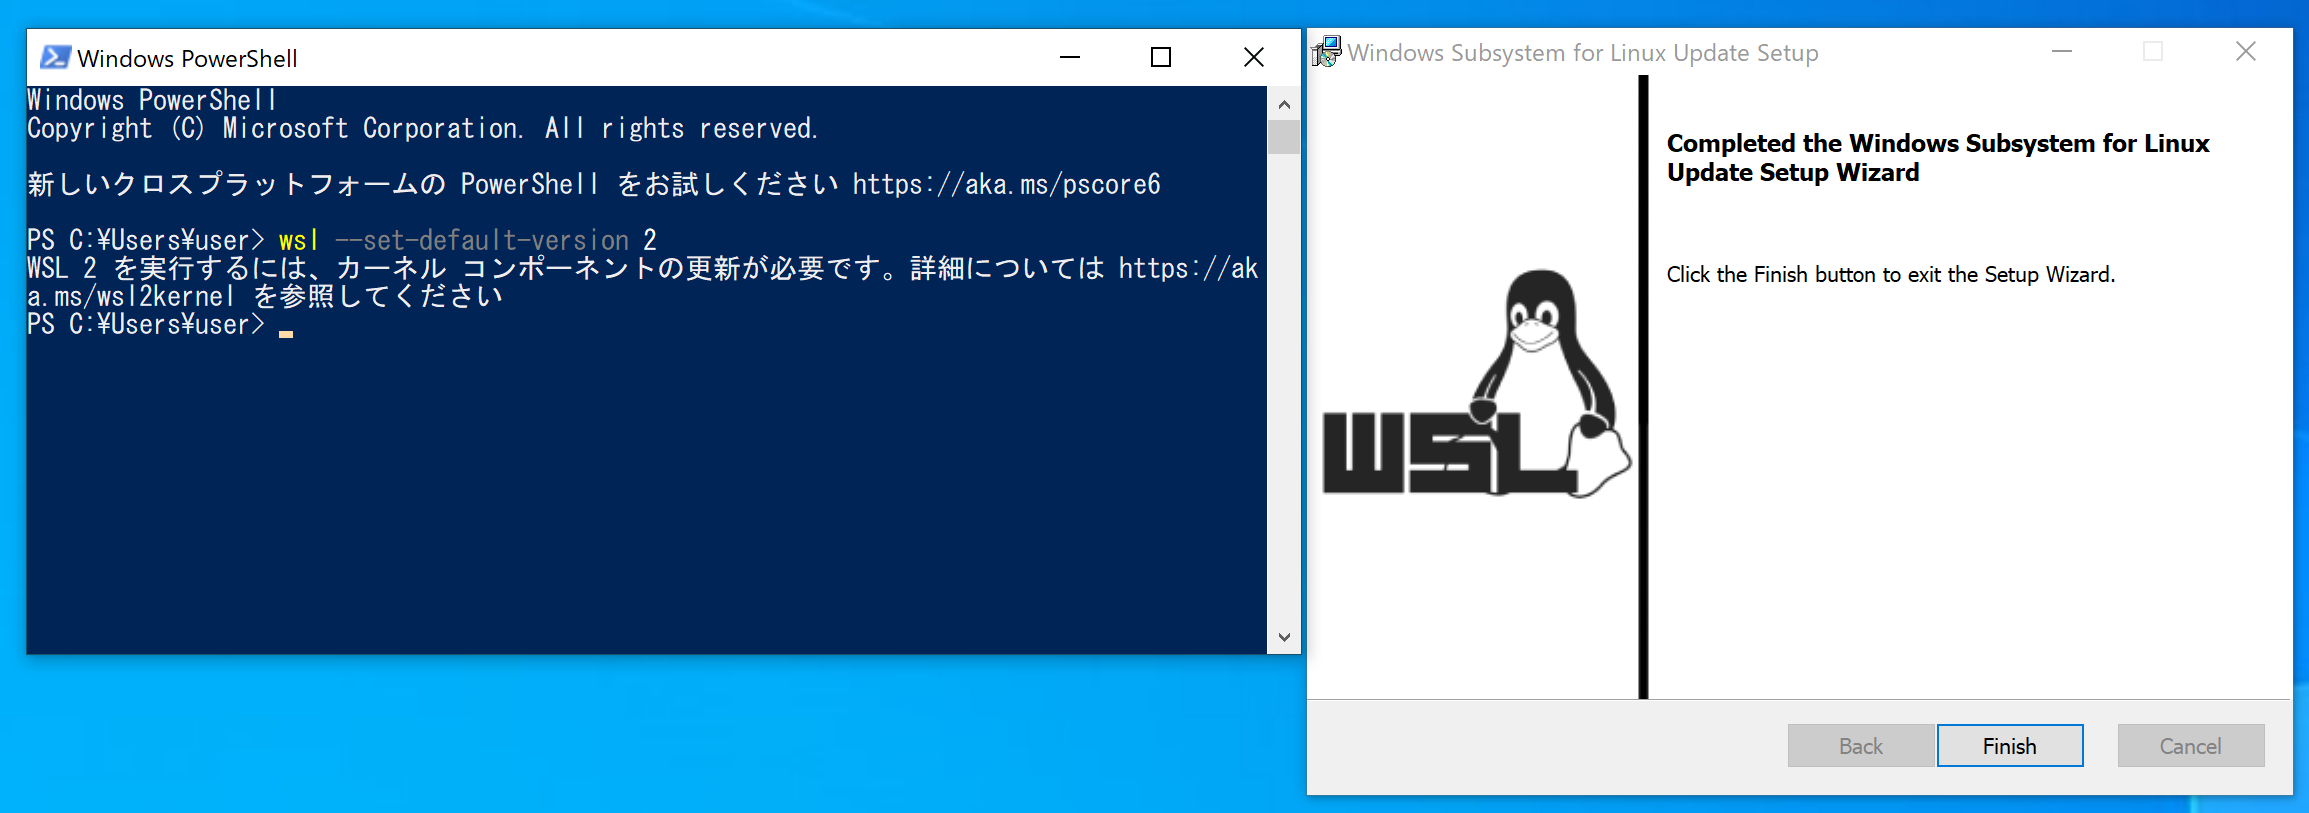 Windows PowerShell
Windows PowerShell
Copyright (C) Microsoft Corporation. All rights reserved.
新しいクロスプラットフォームの PowerShell をお試しください https://aka.ms/pscore6
PS C:¥Users¥user> wsl --set-default-version 2
WSL 2 を実行するには、カーネル コンポーネントの更新が必要です。詳細については https://ak
a.ms/wsl2kernel を参照してください
PS C:¥Users¥user>
Windows Subsystem for Linux Update Setup
Completed the Windows Subsystem for Linux
Update Setup Wizard
Click the Finish button to exit the Setup Wizard.
WSL
Back
Finish
Cancel